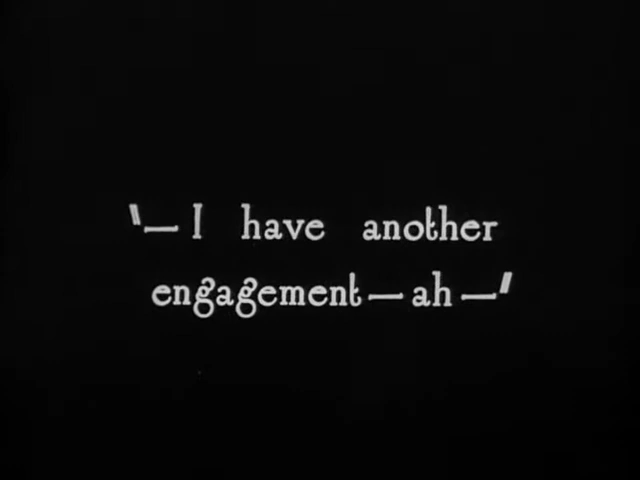 "— I have another
engagement — ah —"